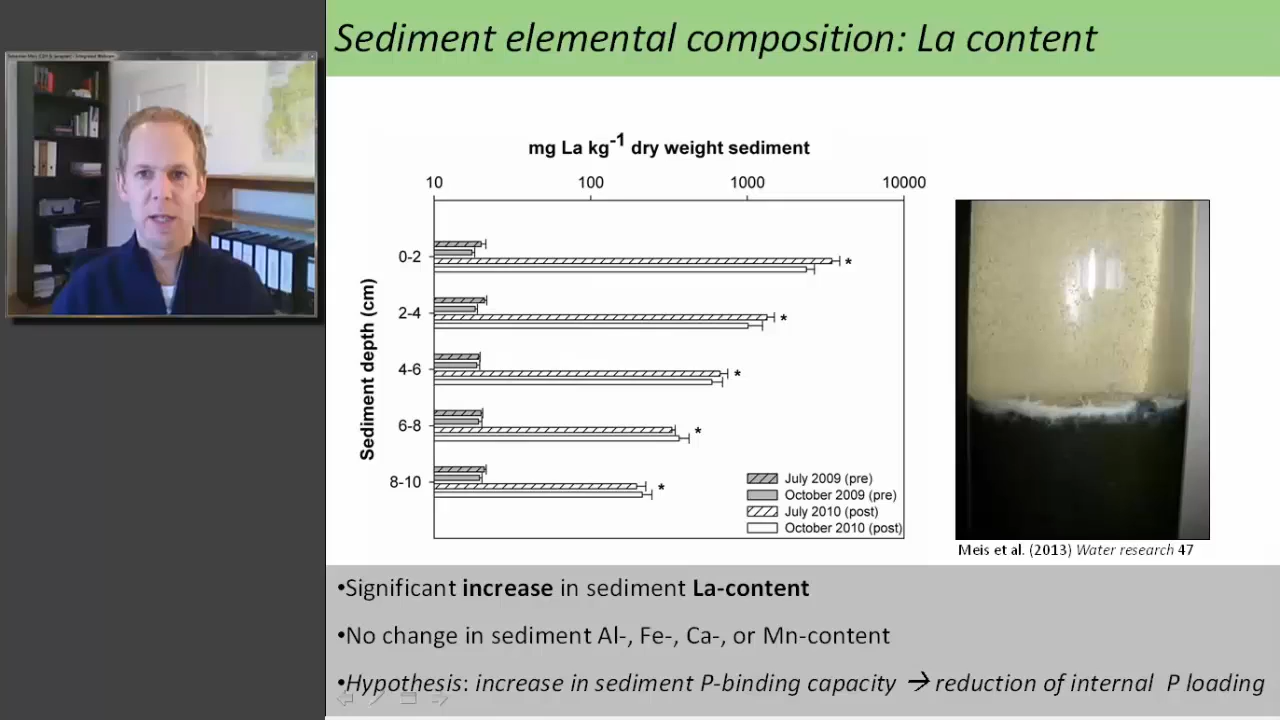 Sediment elemental composition: La content
mg La kg-1 dry weight sediment
10 100 1000 10000
Sediment depth (cm)
0-2 *
2-4 *
4-6 *
6-8 *
8-10 *
July 2009 (pre)
October 2009 (pre)
July 2010 (post)
October 2010 (post)
Meis et al. (2013) Water research 47
•Significant increase in sediment La-content
•No change in sediment Al-, Fe-, Ca-, or Mn-content
•Hypothesis: increase in sediment P-binding capacity → reduction of internal P loading